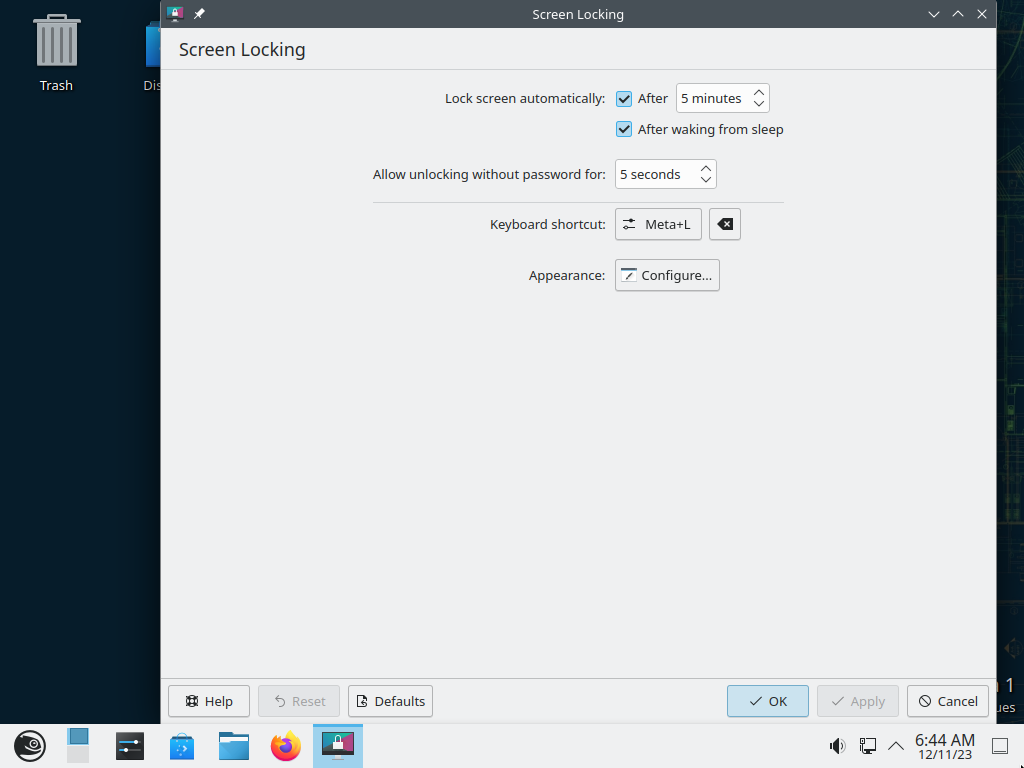 Screen Locking
Trash
Dis
Screen Locking
Lock screen automatically: After 5 minutes
After waking from sleep
Allow unlocking without password for: 5 seconds
Keyboard shortcut: Meta+L
Appearance: Configure...
1
ues
Help Reset Defaults OK Apply Cancel
6:44 AM
12/11/23